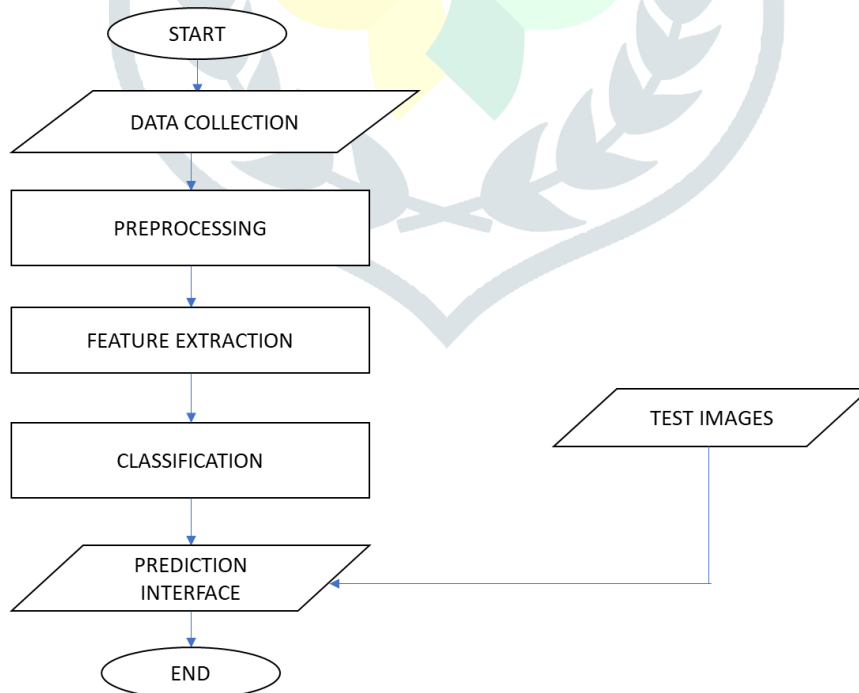 START
DATA COLLECTION
PREPROCESSING
FEATURE EXTRACTION
TEST IMAGES
CLASSIFICATION
PREDICTION
INTERFACE
END